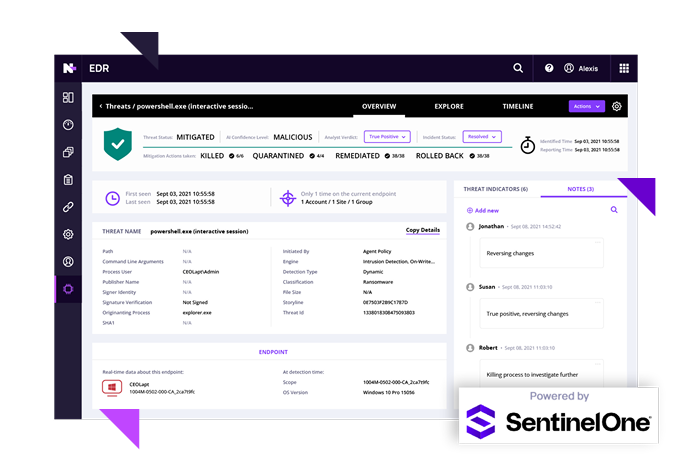 N
EDR
Alexis
Threats / powershell.exe (interactive sessio...
OVERVIEW
EXPLORE
TIMELINE
Actions
Threat Status: MITIGATED
AI Confidence Level: MALICIOUS
Analyst Verdict: True Positive
Incident Status: Resolved
Identified Time Sep 03, 2021 10:55:58
Reporting Time Sep 03, 2021 10:55:58
Mitigation Actions taken: KILLED 6/6 QUARANTINED 4/4 REMEDIATED 38/38 ROLLED BACK 38/38
First seen Sept 03, 2021 10:55:58
Last seen Sept 03, 2021 10:55:58
Only 1 time on the current endpoint
1 Account / 1 Site / 1 Group
THREAT NAME powershell.exe (interactive session)
Copy Details
Path N/A
Command Line Arguments N/A
Process User CEOLapt\Admin
Publisher Name N/A
Signer Identity N/A
Signature Verification Not Signed
Originanting Process explorer.exe
SHA1 N/A
Initiated By Agent Policy
Engine Intrusion Detection, On-Write...
Detection Type Dynamic
Classification Ransomware
File Size N/A
Storyline 0E7503F2B9C1787D
Threat Id 1338018308475093803
ENDPOINT
Real-time data about this endpoint:
CEOLapt
1004M-0502-000-CA_2ca7t9fc
At detection time:
Scope 1004M-0502-000-CA_2ca7t9fc
OS Version Windows 10 Pro 15056
THREAT INDICATORS (6)
NOTES (3)
Add new
Jonathan • Sept 08, 2021 14:52:42
Reversing changes
Susan • Sept 08, 2021 11:03:10
True positive, reversing changes
Robert • Sept 08, 2021 11:03:10
Killing process to investigate further
Powered by
SentinelOne